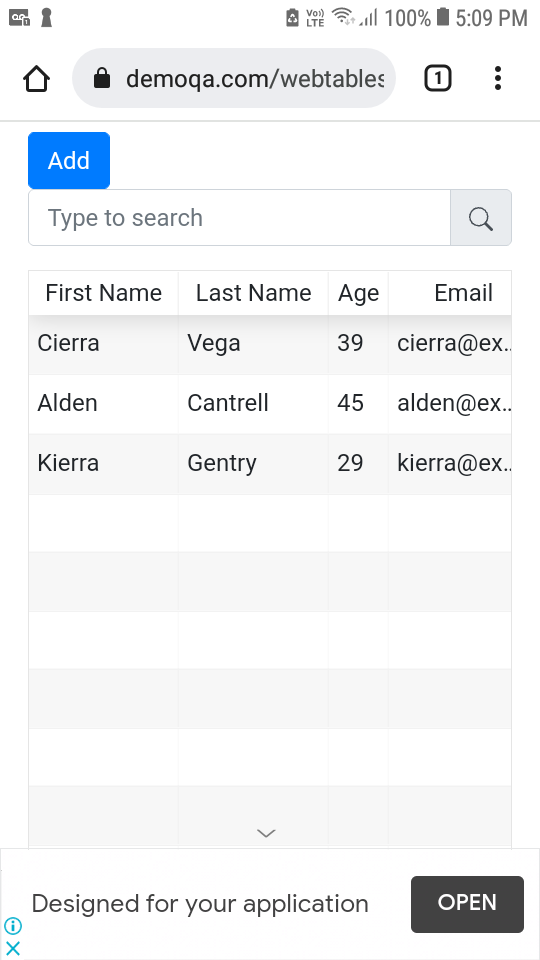 Vo)) LTE 100% 5:09 PM
demoqa.com/webtables 1
Add
Type to search
First Name Last Name Age Email
Cierra Vega 39 cierra@ex..
Alden Cantrell 45 alden@ex..
Kierra Gentry 29 kierra@ex..
Designed for your application OPEN